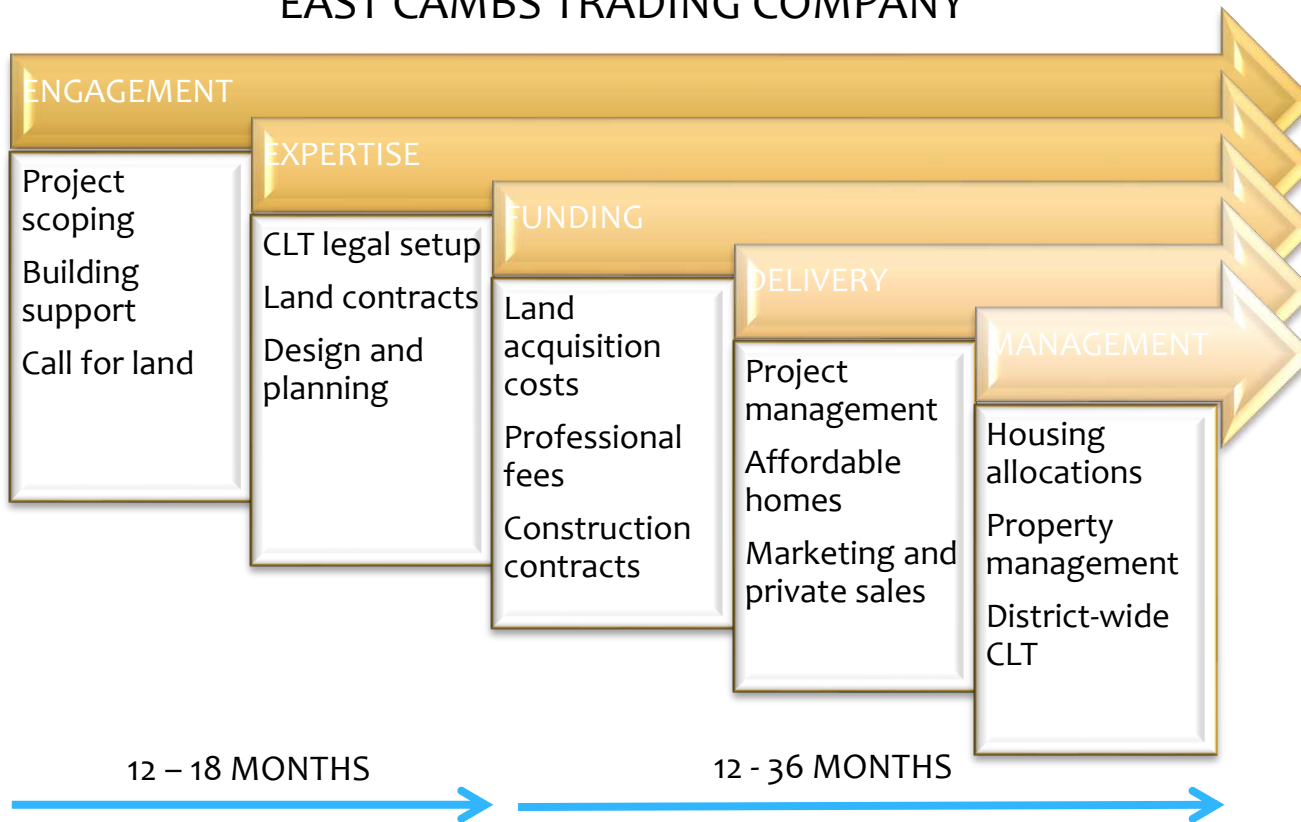 EAST CAMBS TRADING COMPANY
ENGAGEMENT
Project
scoping
Building
support
Call for land
EXPERTISE
CLT legal setup
Land contracts
Design and
planning
FUNDING
Land
acquisition
costs
Professional
fees
Construction
contracts
DELIVERY
Project
management
Affordable
homes
Marketing and
private sales
MANAGEMENT
Housing
allocations
Property
management
District-wide
CLT
12 – 18 MONTHS
12 - 36 MONTHS